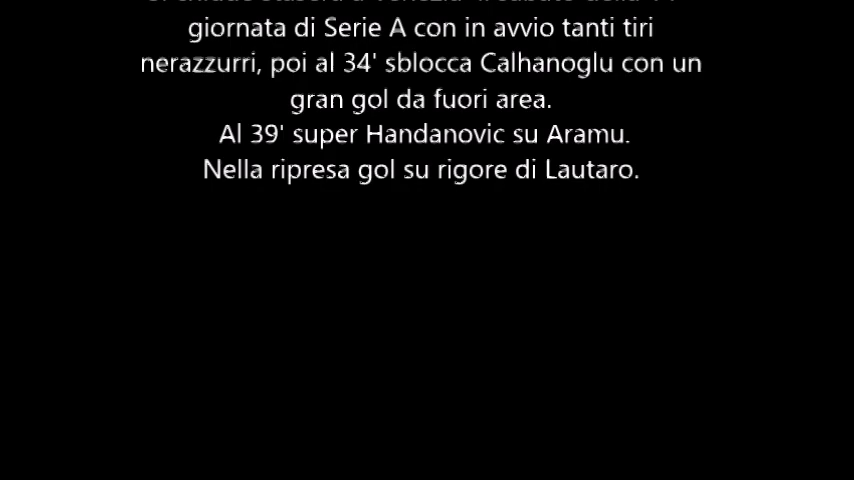 giornata di Serie A con in avvio tanti tiri
nerazzurri, poi al 34' sblocca Calhanoglu con un
gran gol da fuori area.
Al 39' super Handanovic su Aramu.
Nella ripresa gol su rigore di Lautaro.